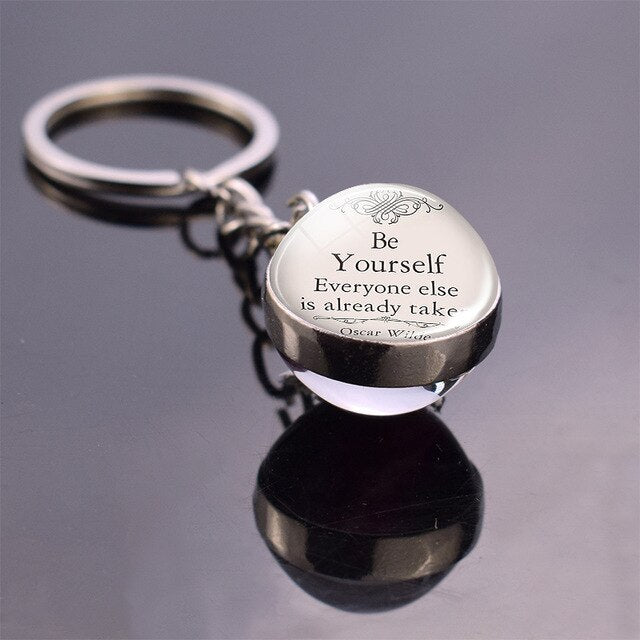 Be
Yourself
Everyone else
is already take
Oscar Wilde